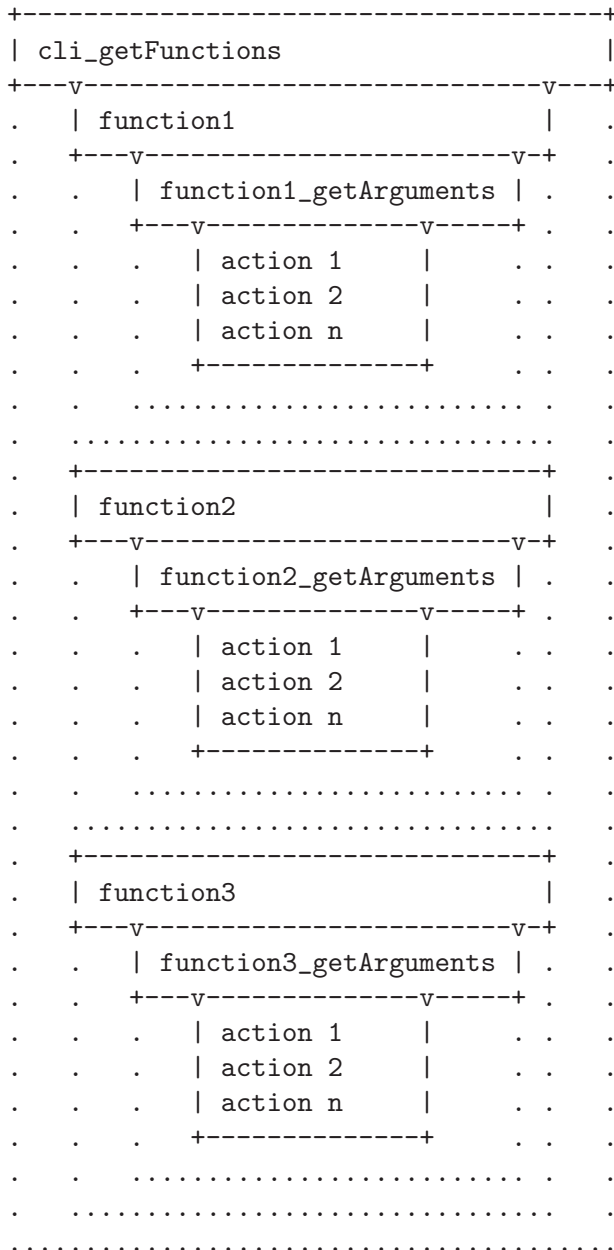 +-----------------------------------+
| cli_getFunctions                     |
+---v------------------------------v---+
.   | function1                    |   .
.   +---v------------------------v-+   .
.   .   | function1_getArguments | .   .
.   .   +---v--------------v-----+ .   .
.   .   .   | action 1     |     . .   .
.   .   .   | action 2     |     . .   .
.   .   .   | action n     |     . .   .
.   .   .   +--------------+     . .   .
.   .   .......................... .   .
.   ................................   .
.   +------------------------------+   .
.   | function2                    |   .
.   +---v------------------------v-+   .
.   .   | function2_getArguments | .   .
.   .   +---v--------------v-----+ .   .
.   .   .   | action 1     |     . .   .
.   .   .   | action 2     |     . .   .
.   .   .   | action n     |     . .   .
.   .   .   +--------------+     . .   .
.   .   .......................... .   .
.   ................................   .
.   +------------------------------+   .
.   | function3                    |   .
.   +---v------------------------v-+   .
.   .   | function3_getArguments | .   .
.   .   +---v--------------v-----+ .   .
.   .   .   | action 1     |     . .   .
.   .   .   | action 2     |     . .   .
.   .   .   | action n     |     . .   .
.   .   .   +--------------+     . .   .
.   .   .......................... .   .
.   ................................   .
........................................